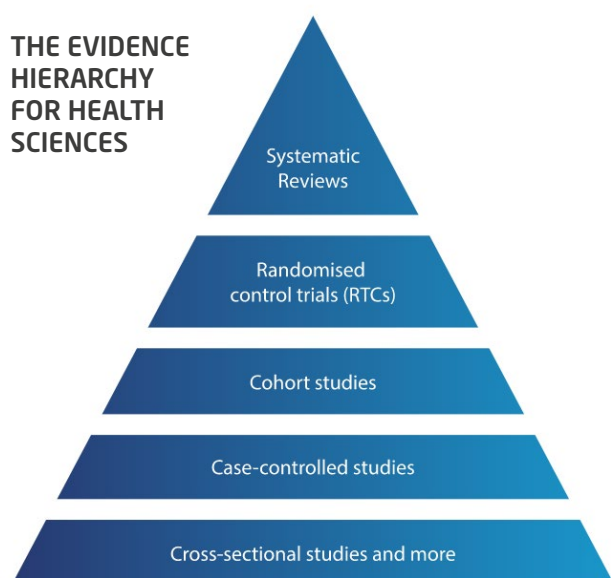 THE EVIDENCE
HIERARCHY
FOR HEALTH
SCIENCES
Systematic
Reviews
Randomised
control trials (RTCs)
Cohort studies
Case-controlled studies
Cross-sectional studies and more